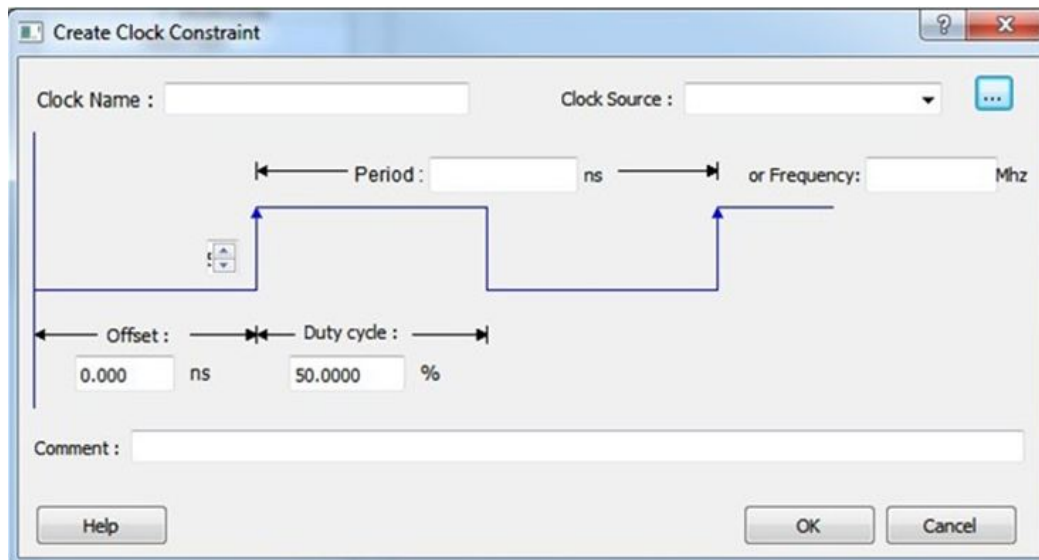 Create Clock Constraint
Clock Name :
Clock Source :
...
Period :
ns
or Frequency:
Mhz
Offset :
Duty cycle :
0.000
ns
50.0000
%
Comment :
Help
OK
Cancel